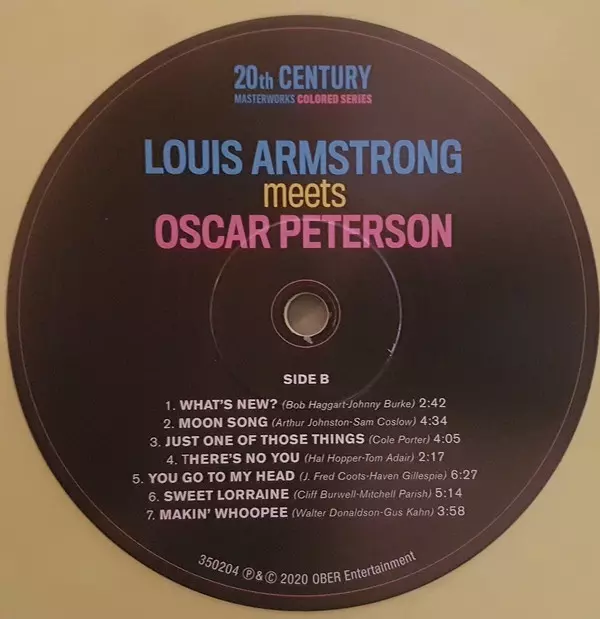 20th CENTURY
MASTERWORKS COLORED SERIES
LOUIS ARMSTRONG
meets
OSCAR PETERSON
SIDE B
1. WHAT'S NEW? (Bob Haggart-Johnny Burke) 2:42
2. MOON SONG (Arthur Johnston-Sam Coslow) 4:34
3. JUST ONE OF THOSE THINGS (Cole Porter) 4:05
4. THERE'S NO YOU (Hal Hopper-Tom Adair) 2:17
5. YOU GO TO MY HEAD (J. Fred Coots-Haven Gillespie) 6:27
6. SWEET LORRAINE (Cliff Burwell-Mitchell Parish) 5:14
7. MAKIN' WHOOPEE (Walter Donaldson-Gus Kahn) 3:58
350204 ℗&© 2020 OBER Entertainment